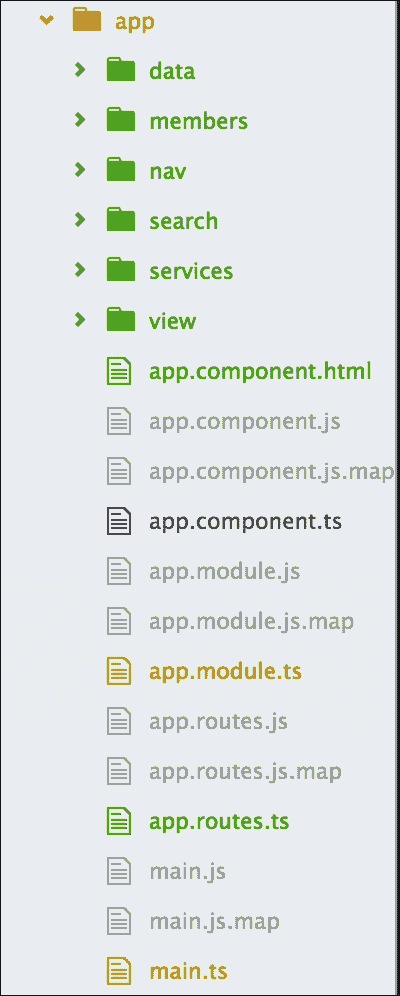 app
data
members
nav
search
services
view
app.component.html
app.component.js
app.component.js.map
app.component.ts
app.module.js
app.module.js.map
app.module.ts
app.routes.js
app.routes.js.map
app.routes.ts
main.js
main.js.map
main.ts